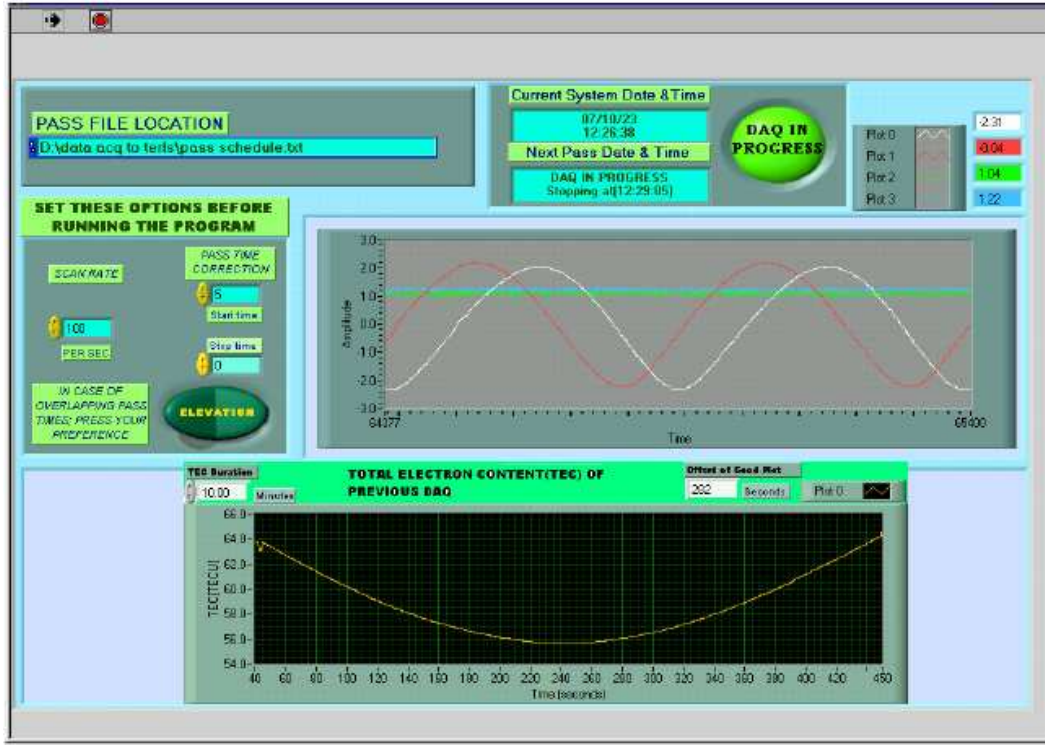 Current System Date &Time
07/10/23
12:26:38
Next Pass Date & Time
DAQ IN PROGRESS
Stopping at[12:29:05]
DAQ IN
PROGRESS
PASS FILE LOCATION
D:\data acq to terls\pass schedule.txt
Plot 0
Plot 1
Plot 2
Plot 3
-2.31
-0.04
1.04
1.22
SET THESE OPTIONS BEFORE
RUNNING THE PROGRAM
SCAN RATE
100
PER SEC
PASS TIME
CORRECTION
5
Start time
Stop time
0
IN CASE OF
OVERLAPPING PASS
TIMES; PRESS YOUR
PREFERENCE
ELEVATION
Amplitude
3.0
2.0
1.0
0.0
-1.0
-2.0
-3.0
64377
65400
Time
TEC Duration
10.00
Minutes
TOTAL ELECTRON CONTENT(TEC) OF
PREVIOUS DAQ
Offset of Good Plot
282
Seconds
Plot 0
TEC[TECU]
66.0
64.0
62.0
60.0
58.0
56.0
54.0
40 60 80 100 120 140 160 180 200 220 240 260 280 300 320 340 360 380 400 420 450
Time (seconds)